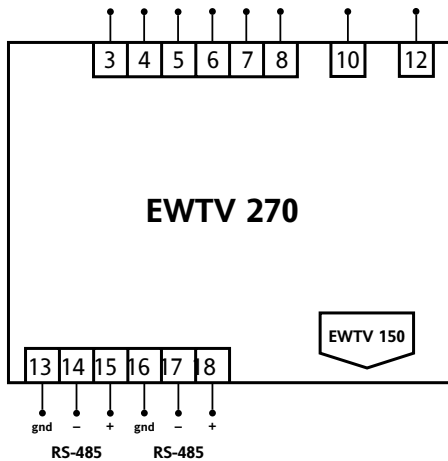 3 4 5 6 7 8 10 12
EWTV 270
EWTV 150
13 14 15 16 17 18
gnd – + gnd – +
RS-485 RS-485